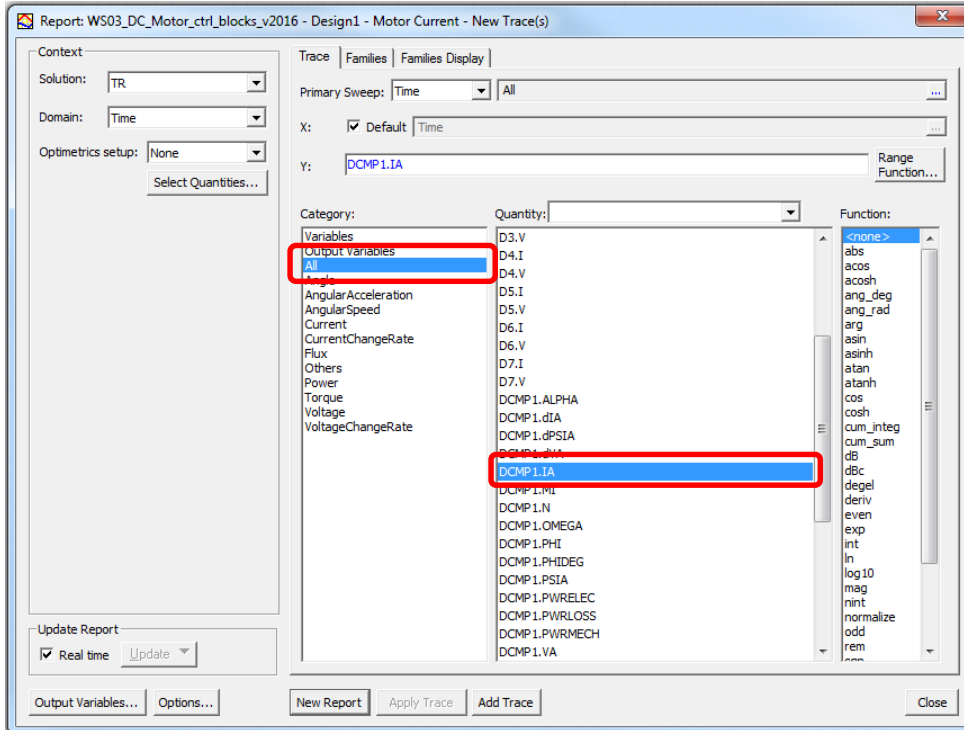 Report: WS03_DC_Motor_ctrl_blocks_v2016 - Design1 - Motor Current - New Trace(s)
Context
Solution: TR
Domain: Time
Optimetrics setup: None
Select Quantities...
Update Report
Real time Update
Output Variables... Options...
Trace Families Families Display
Primary Sweep: Time All ...
X: Default Time ...
Y: DCMP1.IA Range Function...
Category:
Variables
Output Variables
All
Angle
AngularAcceleration
AngularSpeed
Current
CurrentChangeRate
Flux
Others
Power
Torque
Voltage
VoltageChangeRate
Quantity:
D3.V
D4.I
D4.V
D5.I
D5.V
D6.I
D6.V
D7.I
D7.V
DCMP1.ALPHA
DCMP1.dIA
DCMP1.dPSIA
DCMP1.dVA
DCMP1.IA
DCMP1.MI
DCMP1.N
DCMP1.OMEGA
DCMP1.PHI
DCMP1.PHIDEG
DCMP1.PSIA
DCMP1.PWRELEC
DCMP1.PWRLOSS
DCMP1.PWRMECH
DCMP1.VA
Function:
<none>
abs
acos
acosh
ang_deg
ang_rad
arg
asin
asinh
atan
atanh
cos
cosh
cum_integ
cum_sum
dB
dBc
degel
deriv
even
exp
int
ln
log10
mag
nint
normalize
odd
rem
New Report Apply Trace Add Trace Close